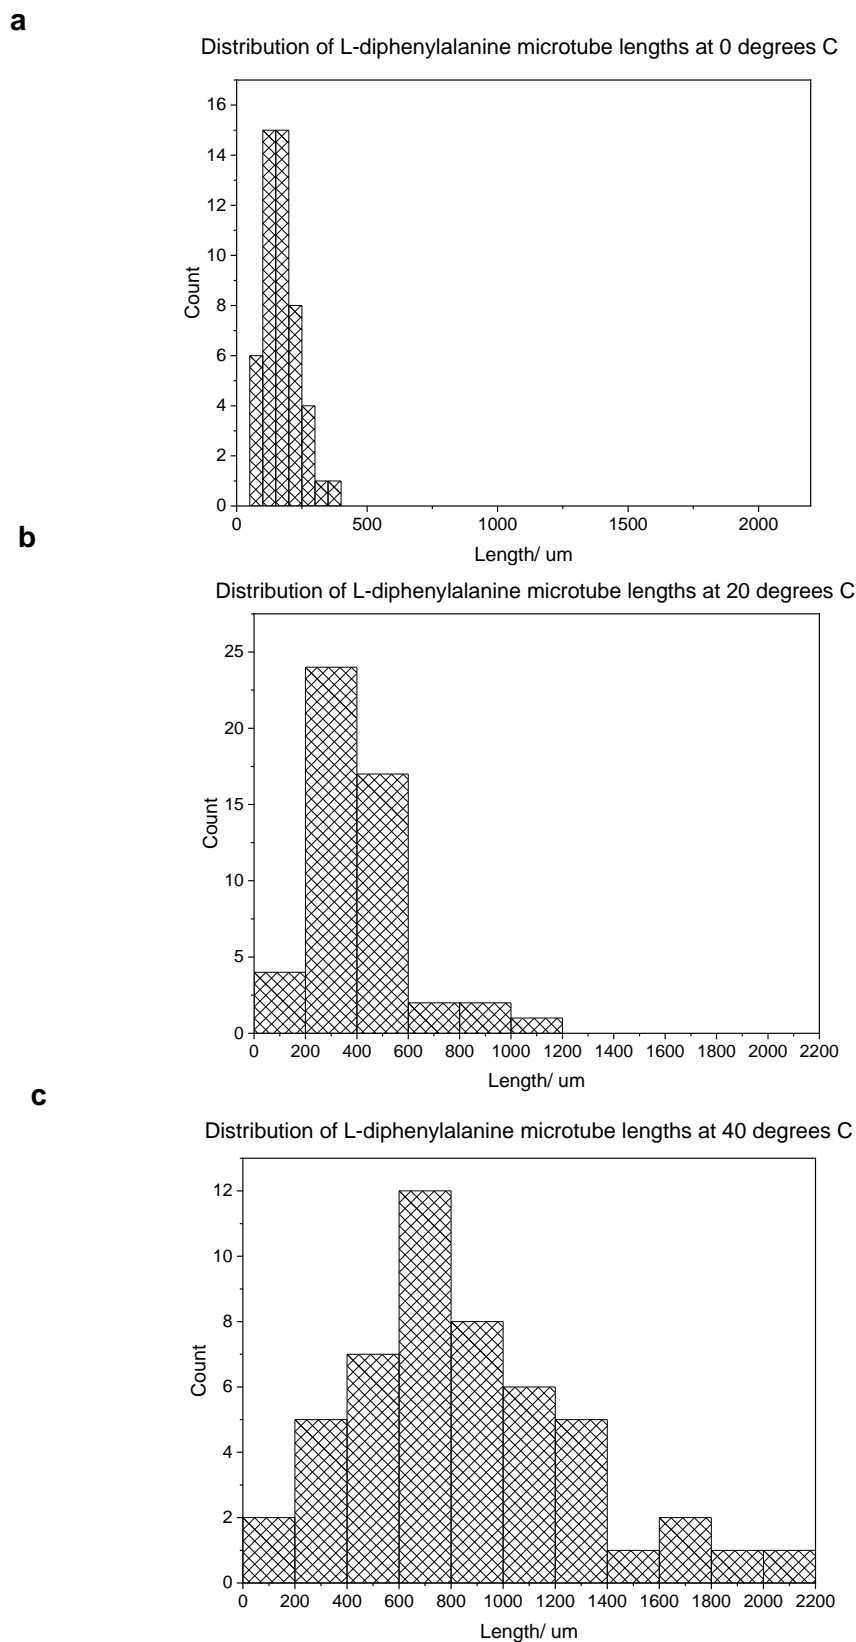 a
Distribution of L-diphenylalanine microtube lengths at 0 degrees C
16
14
12
10
8
6
4
2
0
Count
0 500 1000 1500 2000
Length/ um
b
Distribution of L-diphenylalanine microtube lengths at 20 degrees C
25
20
15
10
5
0
Count
0 200 400 600 800 1000 1200 1400 1600 1800 2000 2200
Length/ um
c
Distribution of L-diphenylalanine microtube lengths at 40 degrees C
12
10
8
6
4
2
0
Count
0 200 400 600 800 1000 1200 1400 1600 1800 2000 2200
Length/ um